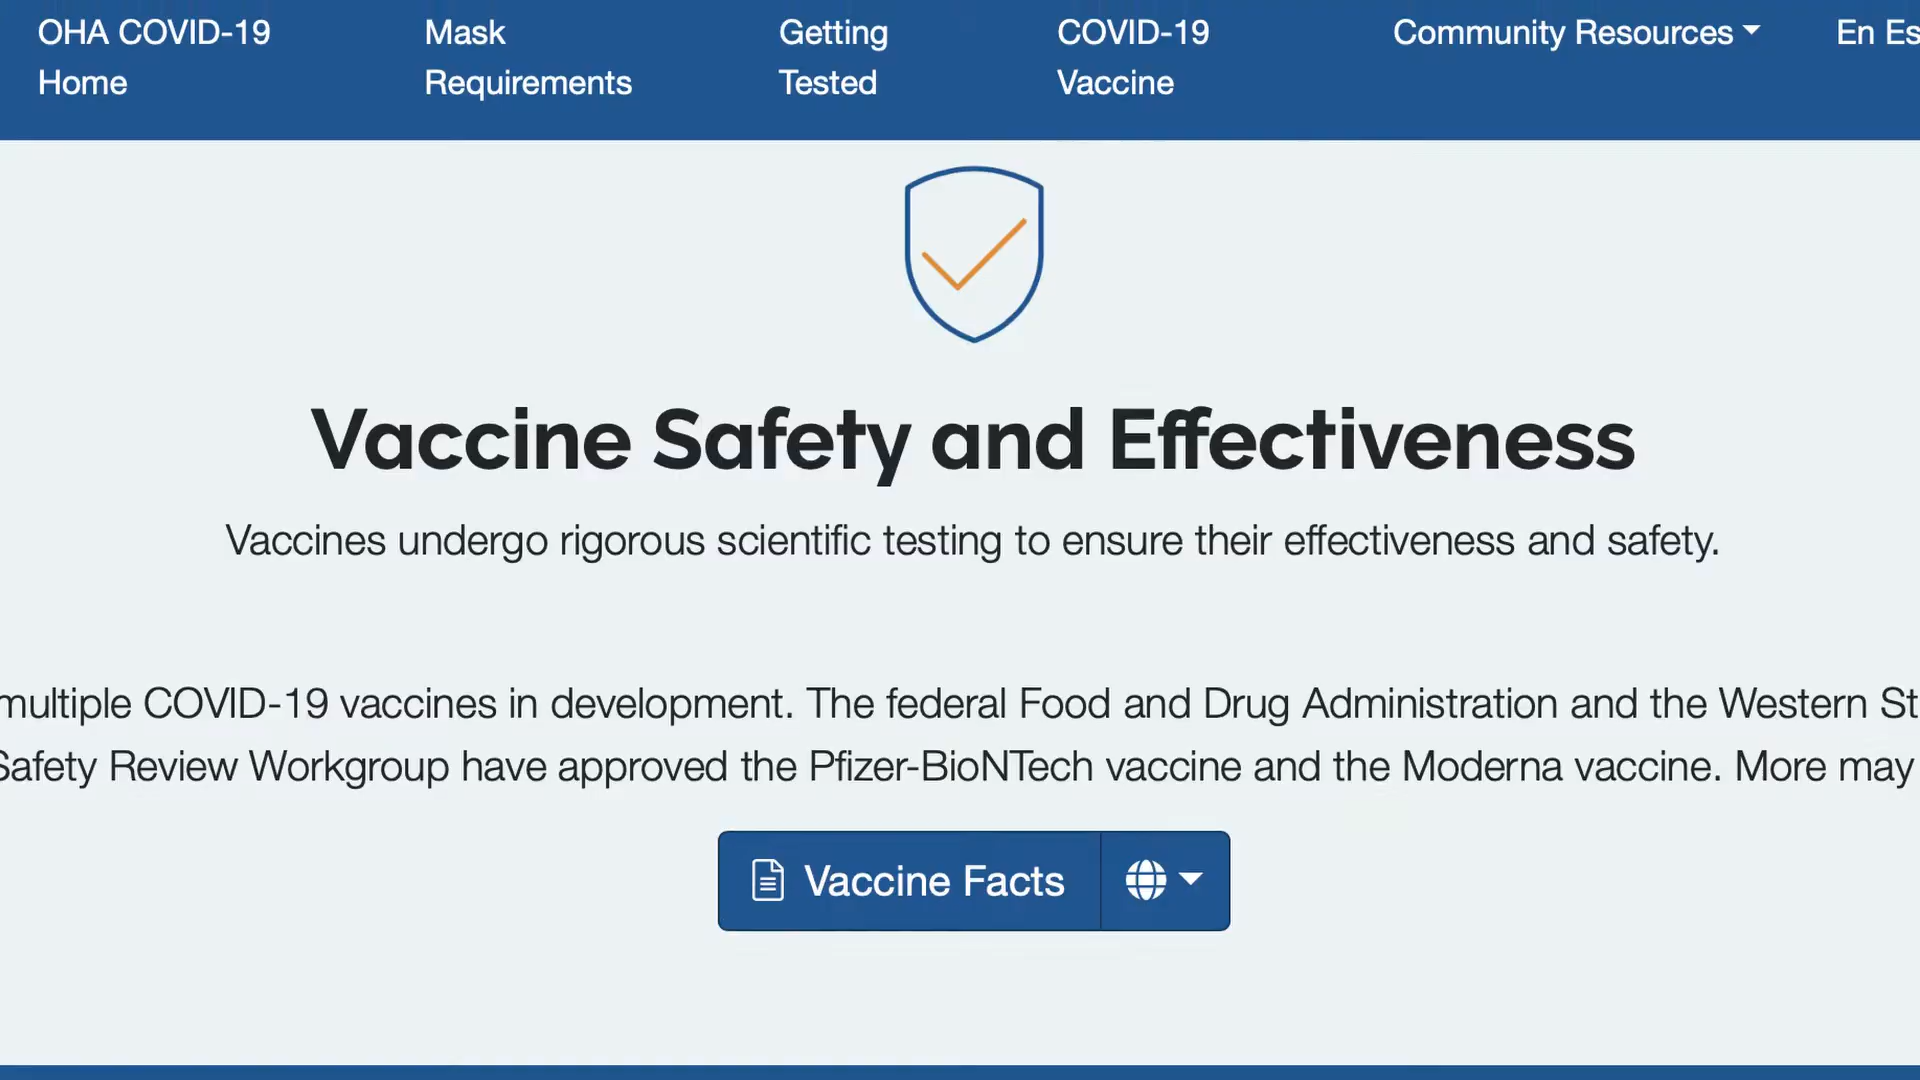 OHA COVID-19 Home
Mask Requirements
Getting Tested
COVID-19 Vaccine
Community Resources
En Es
Vaccine Safety and Effectiveness
Vaccines undergo rigorous scientific testing to ensure their effectiveness and safety.
multiple COVID-19 vaccines in development. The federal Food and Drug Administration and the Western St
Safety Review Workgroup have approved the Pfizer-BioNTech vaccine and the Moderna vaccine. More may
Vaccine Facts